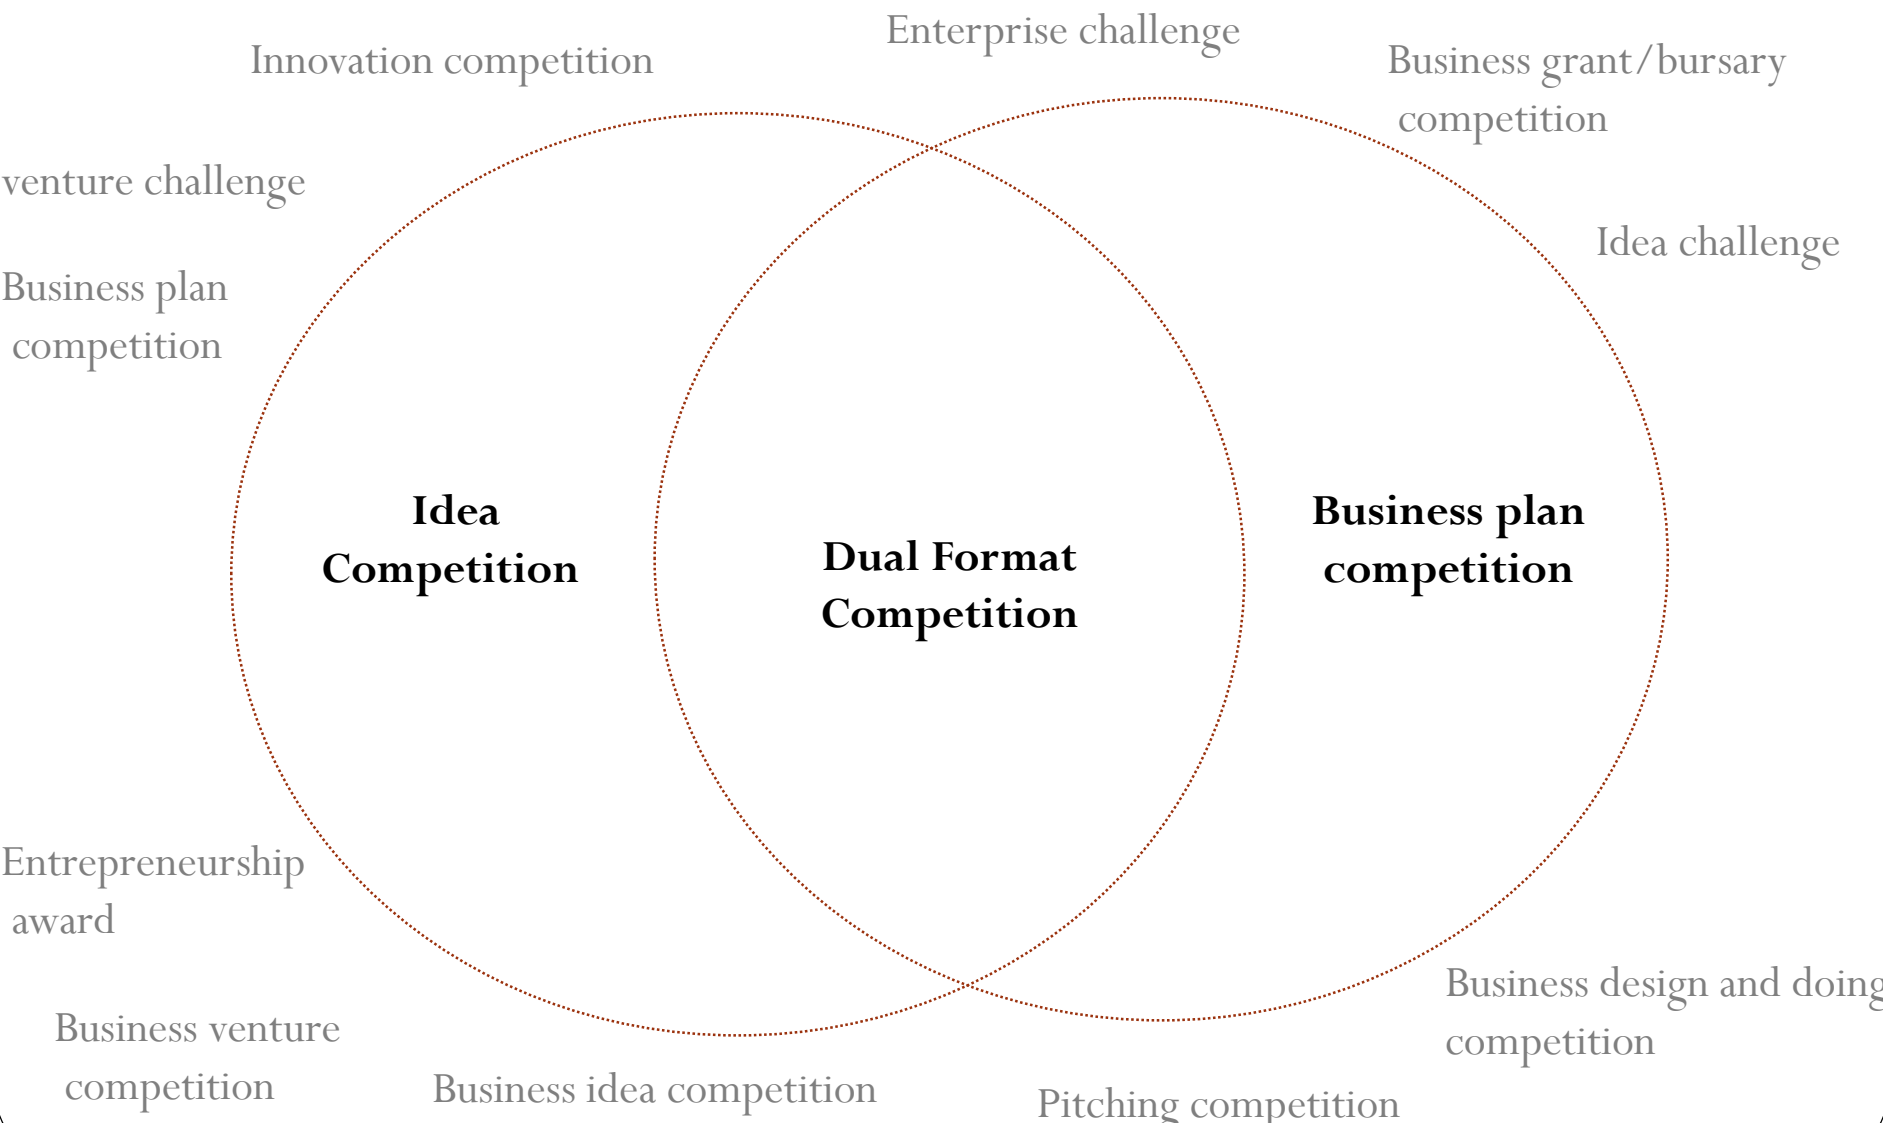 Enterprise challenge
Innovation competition
Business grant/bursary
competition
venture challenge
Idea challenge
Business plan
competition
Idea
Competition
Dual Format
Competition
Business plan
competition
Entrepreneurship
award
Business design and doing
competition
Business venture
competition
Business idea competition
Pitching competition